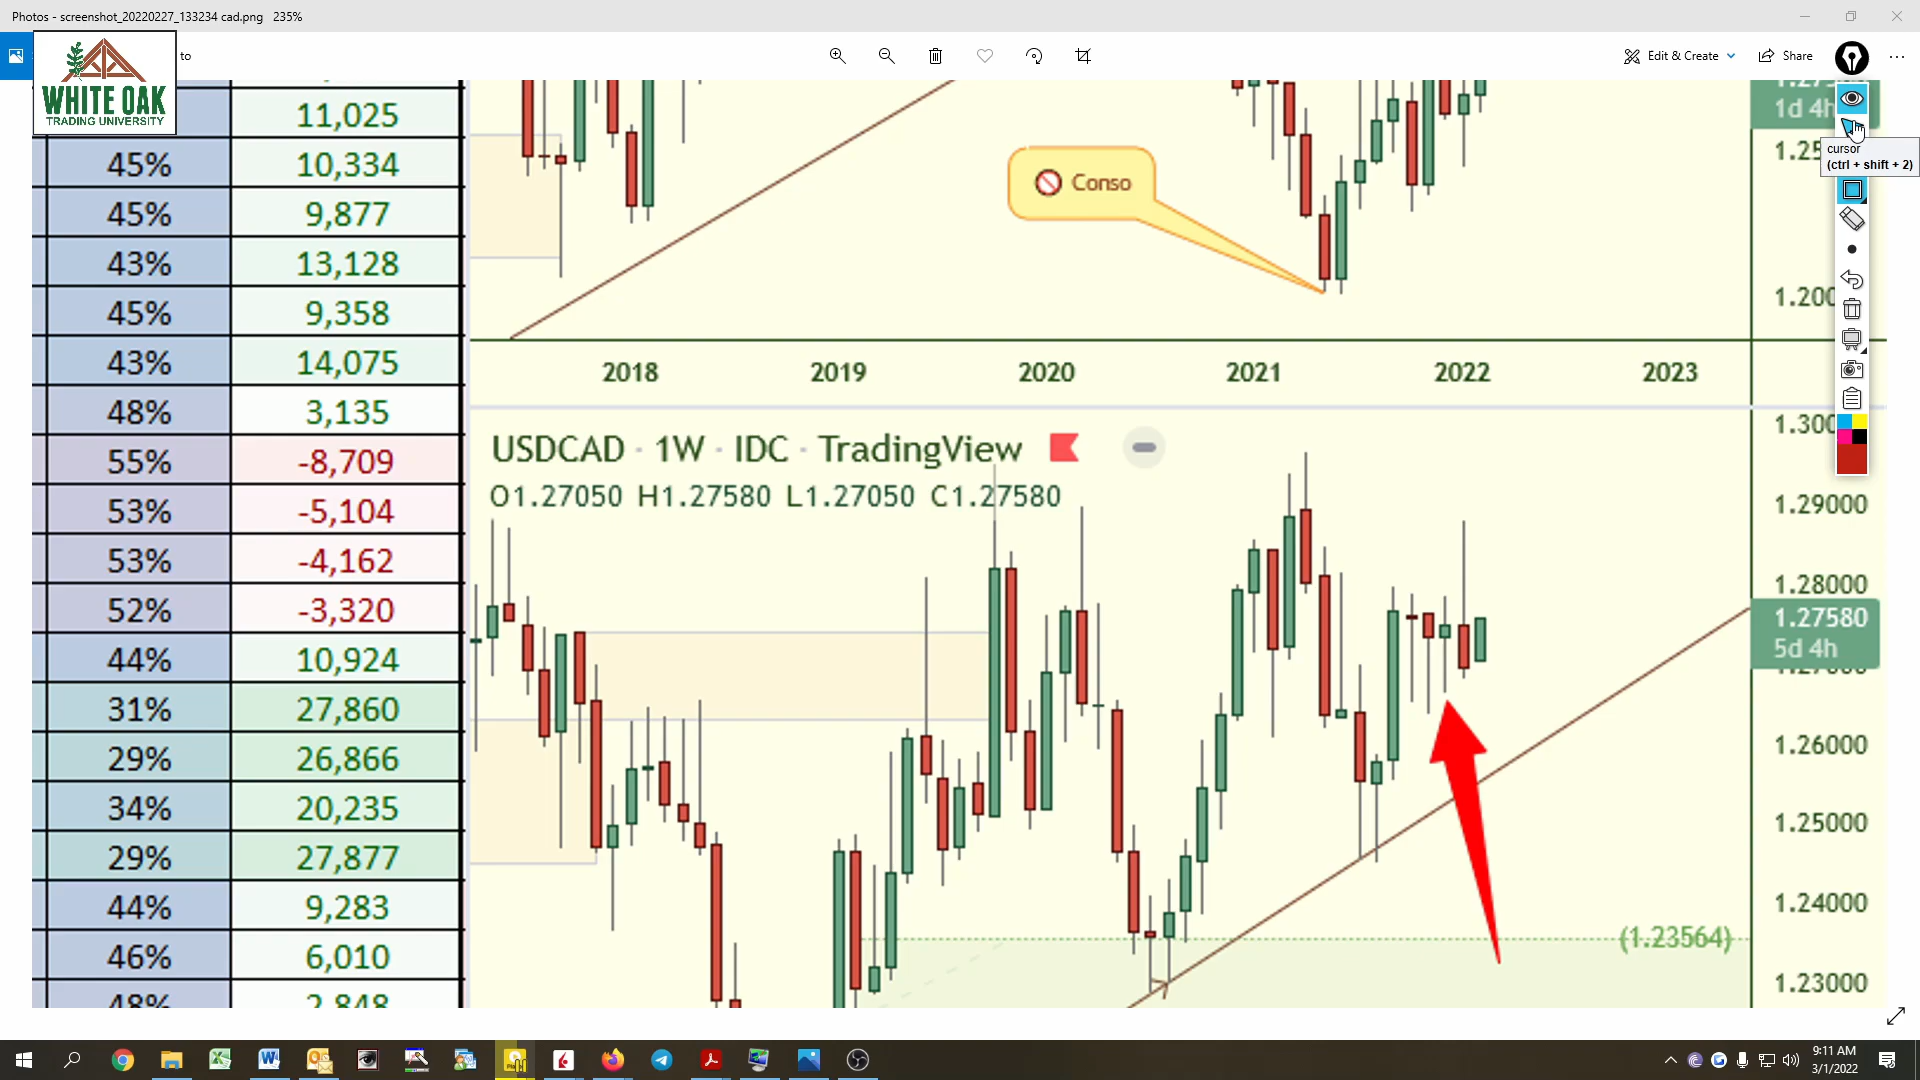 Photos - screenshot_20220227_133234 cad.png 235%
to
Edit & Create
Share
WHITE OAK
TRADING UNIVERSITY
cursor
(ctrl + shift + 2)
11,025
45% 10,334
45% 9,877
43% 13,128
45% 9,358
43% 14,075
48% 3,135
55% -8,709
53% -5,104
53% -4,162
52% -3,320
44% 10,924
31% 27,860
29% 26,866
34% 20,235
29% 27,877
44% 9,283
46% 6,010
48% 2,848
Conso
1d 4h
2018 2019 2020 2021 2022 2023
USDCAD · 1W · IDC · TradingView
O1.27050 H1.27580 L1.27050 C1.27580
1.29000
1.28000
1.27580
5d 4h
1.26000
1.25000
1.24000
(1.23564)
1.23000
9:11 AM
3/1/2022